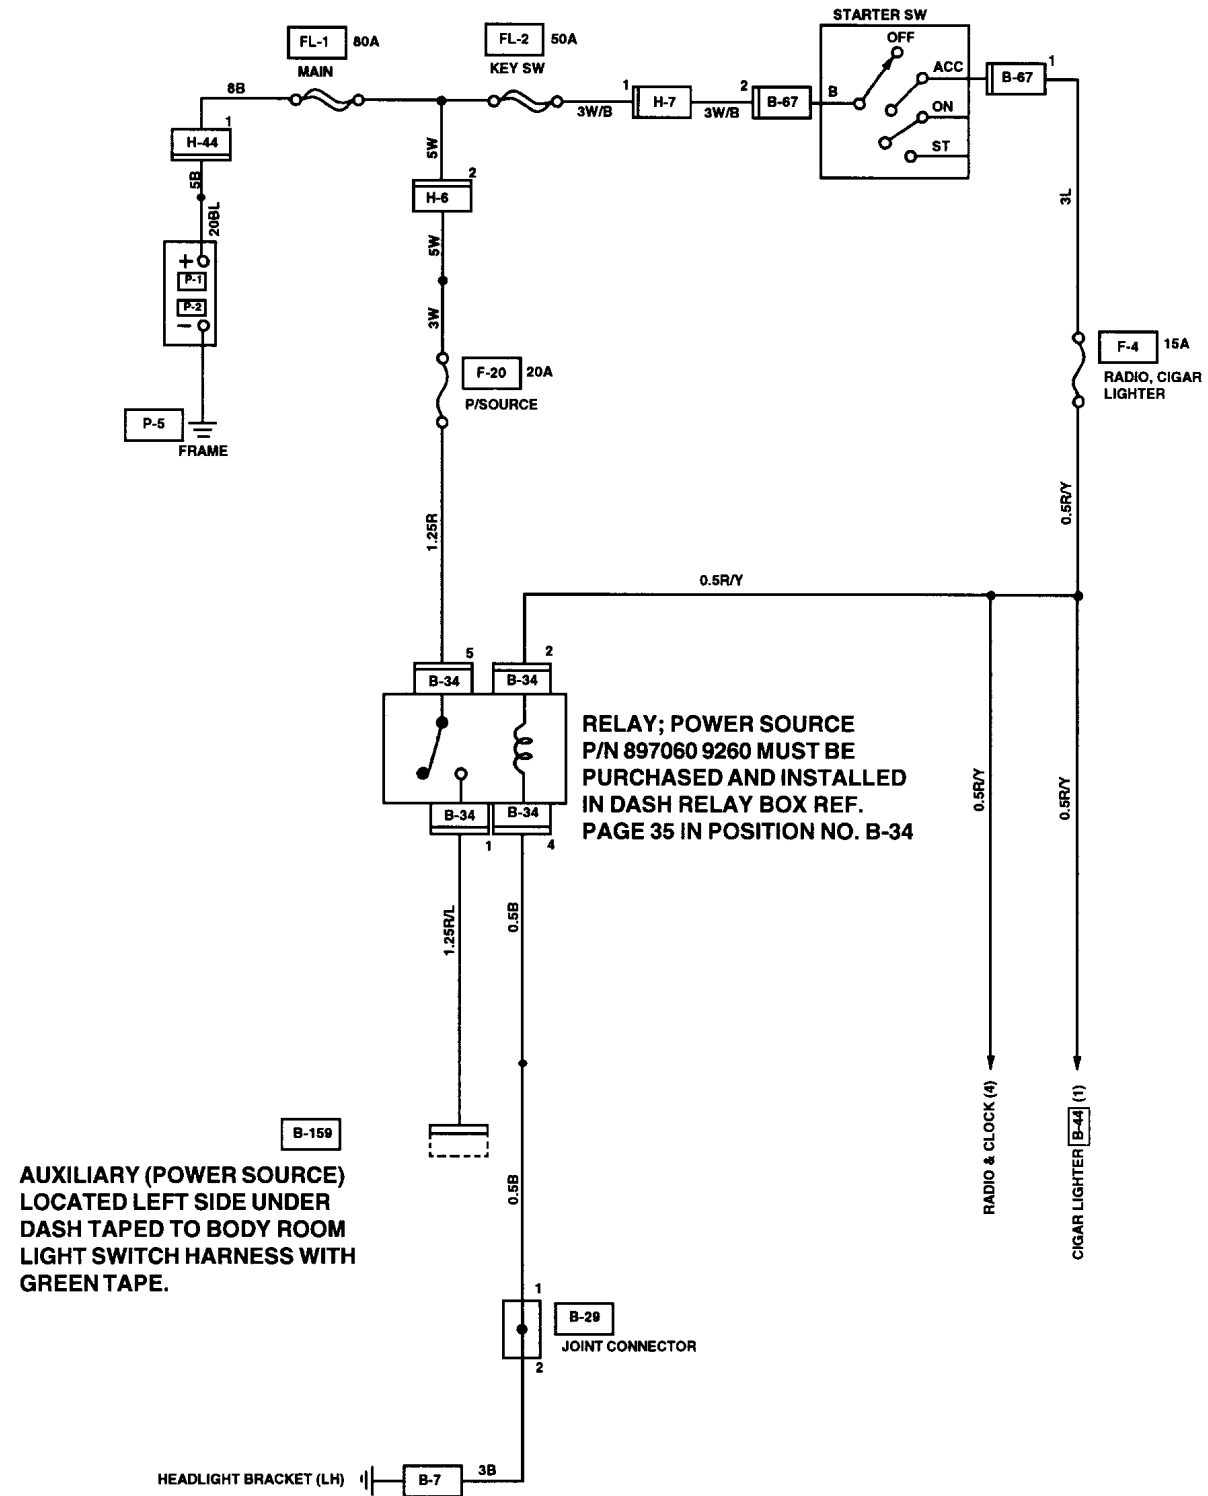 STARTER SW
FL-1 80A
MAIN
FL-2 50A
KEY SW
OFF
ACC
ON
ST
B
B-67
1
8B
1
H-7
3W/B
3W/B
2
B-67
1
H-44
5B
20BL
+
P-1
P-2
−
P-5
FRAME
5W
2
H-6
5W
3W
F-20 20A
P/SOURCE
3L
F-4 15A
RADIO, CIGAR
LIGHTER
1.25R
0.5R/Y
0.5R/Y
5
B-34
2
B-34
RELAY; POWER SOURCE
P/N 897060 9260 MUST BE
PURCHASED AND INSTALLED
IN DASH RELAY BOX REF.
PAGE 35 IN POSITION NO. B-34
B-34
1
B-34
4
0.5R/Y
0.5R/Y
1.25R/L
0.5B
RADIO & CLOCK (4)
CIGAR LIGHTER B-44 (1)
B-159
AUXILIARY (POWER SOURCE)
LOCATED LEFT SIDE UNDER
DASH TAPED TO BODY ROOM
LIGHT SWITCH HARNESS WITH
GREEN TAPE.
0.5B
1
B-29
JOINT CONNECTOR
2
HEADLIGHT BRACKET (LH)
B-7
3B